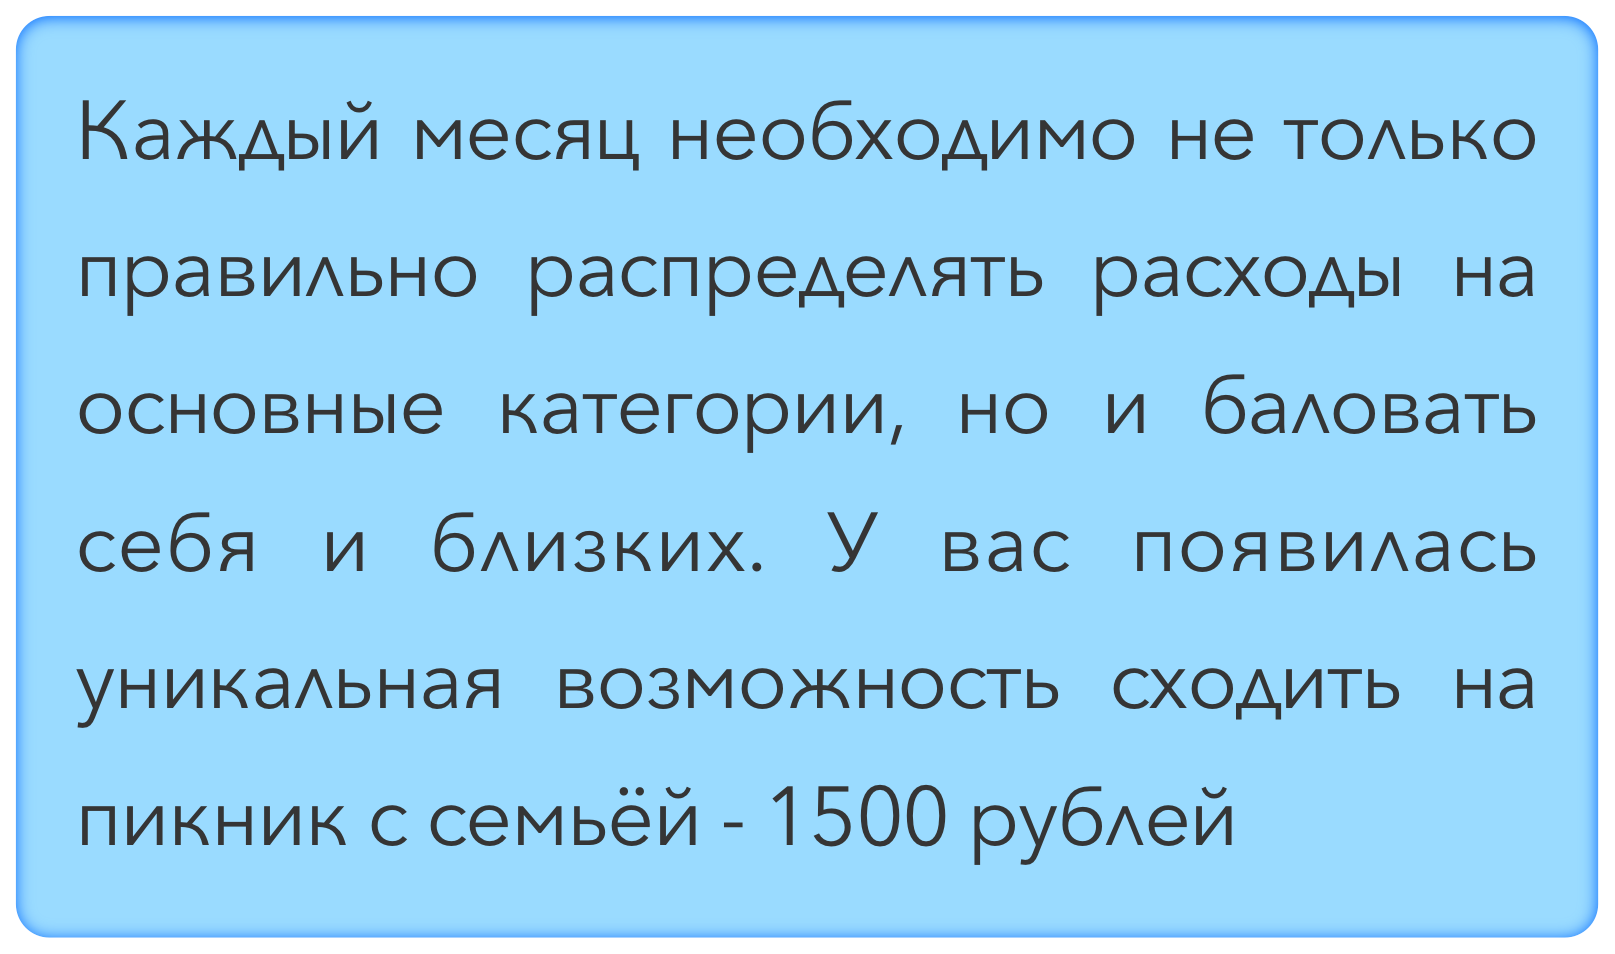 Каждый месяц необходимо не только
правильно распределять расходы на
основные категории, но и баловать
себя и близких. У вас появилась
уникальная возможность сходить на
пикник с семьёй - 1500 рублей